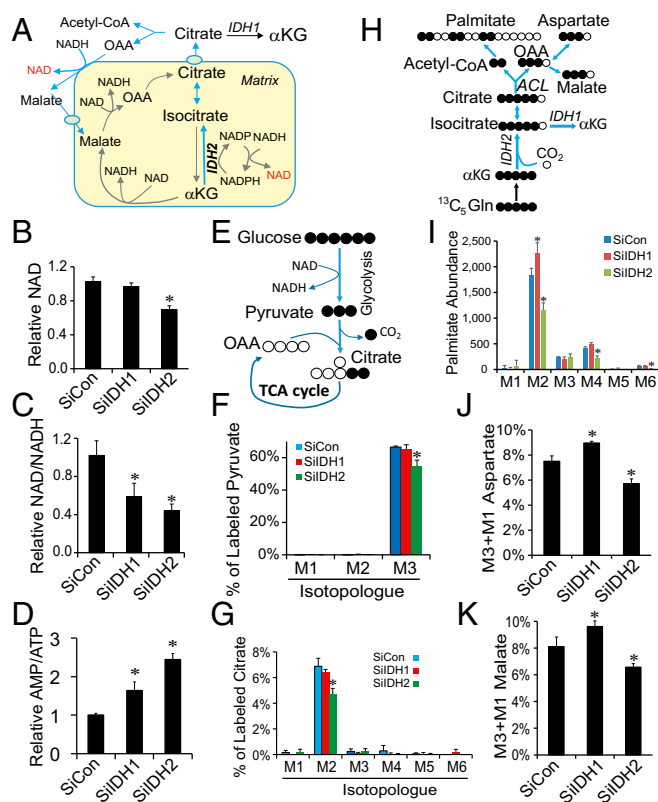 A
Acetyl-CoA
Citrate
IDH1
αKG
NADH
OAA
NAD
Malate
NADH
Citrate
Matrix
NAD
OAA
Malate
Isocitrate
IDH2
NADP
NADH
NADH
NAD
NADPH
NAD
αKG
B
Relative NAD
1.2
0.8
0.4
0.0
*
SiCon
SiIDH1
SiIDH2
C
Relative NAD/NADH
1.2
0.8
0.4
0.0
*
*
SiCon
SiIDH1
SiIDH2
D
Relative AMP/ATP
3
2
1
0
*
*
SiCon
SiIDH1
SiIDH2
E
Glucose
NAD
NADH
Glycolysis
Pyruvate
CO2
OAA
Citrate
TCA cycle
F
% of Labeled Pyruvate
60%
40%
20%
0%
SiCon
SiIDH1
SiIDH2
*
M1 M2 M3
Isotopologue
G
% of Labeled Citrate
8%
6%
4%
2%
0%
SiCon
SiIDH1
SiIDH2
*
M1 M2 M3 M4 M5 M6
Isotopologue
H
Palmitate
Aspartate
Acetyl-CoA
OAA
ACL
Malate
Citrate
Isocitrate
IDH1
αKG
IDH2
CO2
αKG
13C5 Gln
I
Palmitate Abundance
2,500
2,000
1,500
1,000
500
0
SiCon
SiIDH1
SiIDH2
*
*
*
*
M1 M2 M3 M4 M5 M6
J
M3+M1 Aspartate
10%
8%
6%
4%
2%
0%
*
*
SiCon
SiIDH1
SiIDH2
K
M3+M1 Malate
10%
8%
6%
4%
2%
0%
*
*
SiCon
SiIDH1
SiIDH2